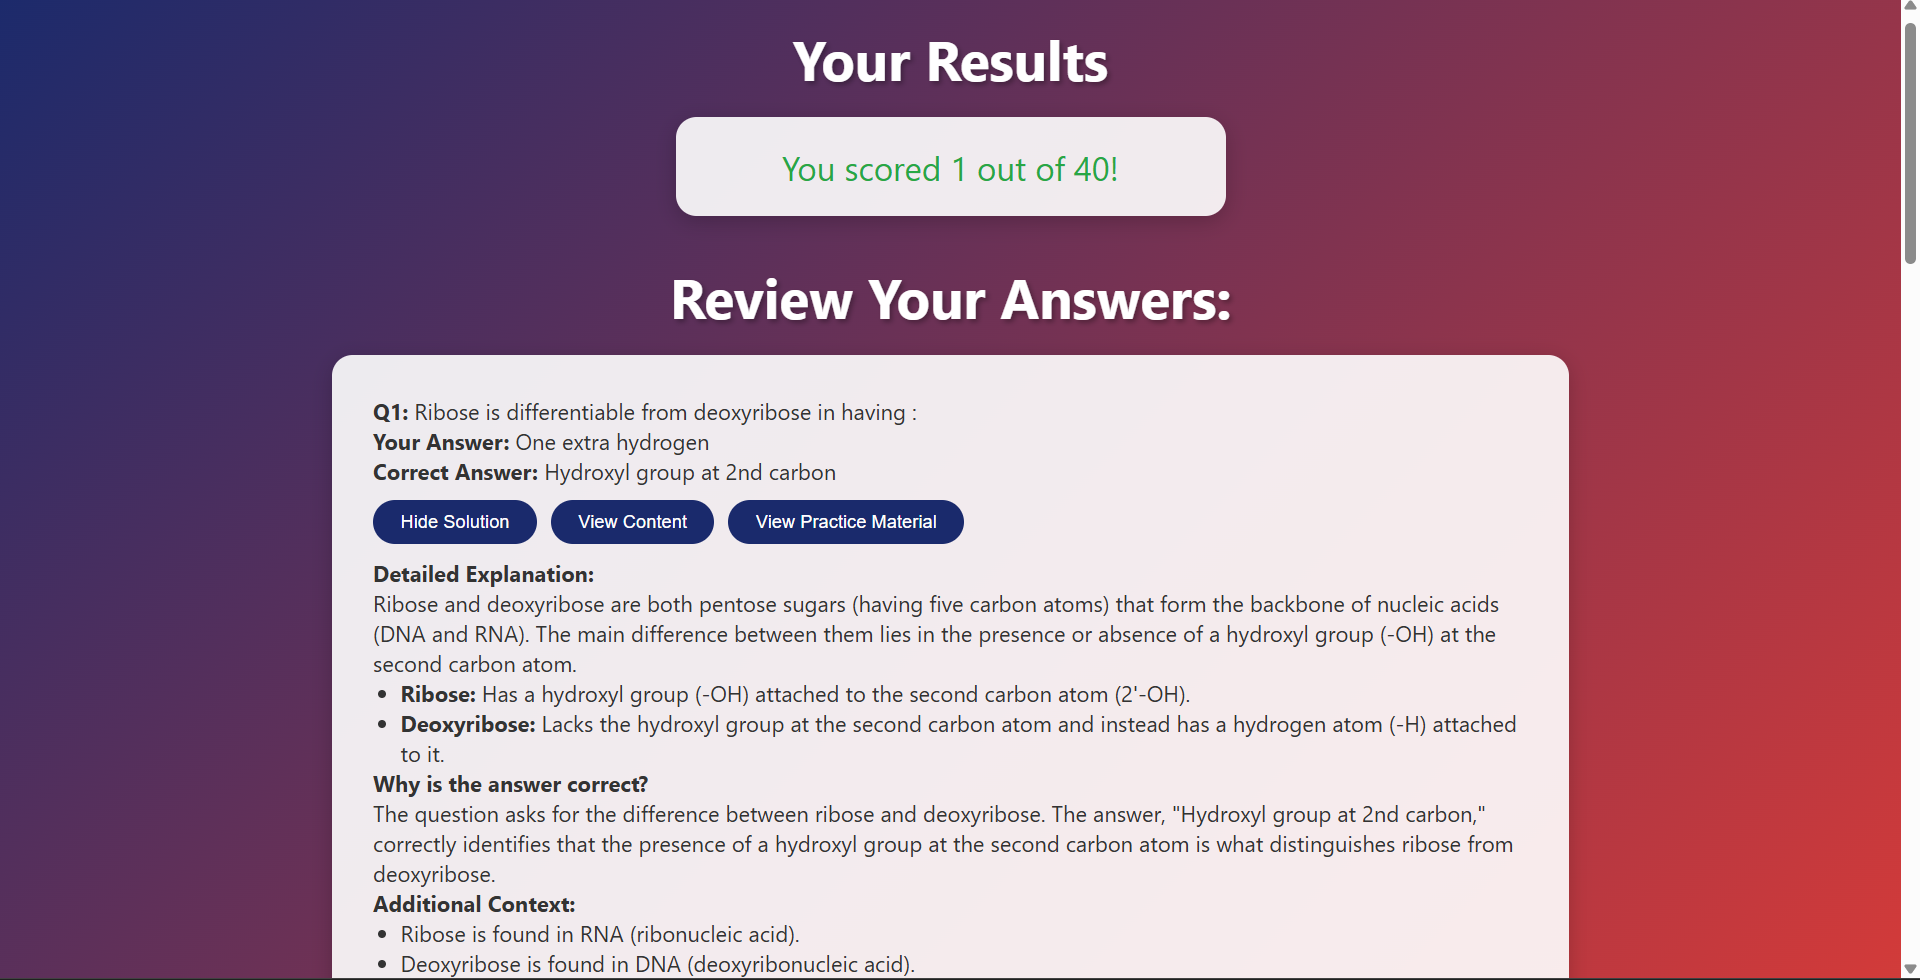 Your Results
You scored 1 out of 40!
Review Your Answers:
Q1: Ribose is differentiable from deoxyribose in having :
Your Answer: One extra hydrogen
Correct Answer: Hydroxyl group at 2nd carbon
Hide Solution View Content View Practice Material
Detailed Explanation:
Ribose and deoxyribose are both pentose sugars (having five carbon atoms) that form the backbone of nucleic acids
(DNA and RNA). The main difference between them lies in the presence or absence of a hydroxyl group (-OH) at the
second carbon atom.
• Ribose: Has a hydroxyl group (-OH) attached to the second carbon atom (2'-OH).
• Deoxyribose: Lacks the hydroxyl group at the second carbon atom and instead has a hydrogen atom (-H) attached
to it.
Why is the answer correct?
The question asks for the difference between ribose and deoxyribose. The answer, "Hydroxyl group at 2nd carbon,"
correctly identifies that the presence of a hydroxyl group at the second carbon atom is what distinguishes ribose from
deoxyribose.
Additional Context:
• Ribose is found in RNA (ribonucleic acid).
• Deoxyribose is found in DNA (deoxyribonucleic acid).